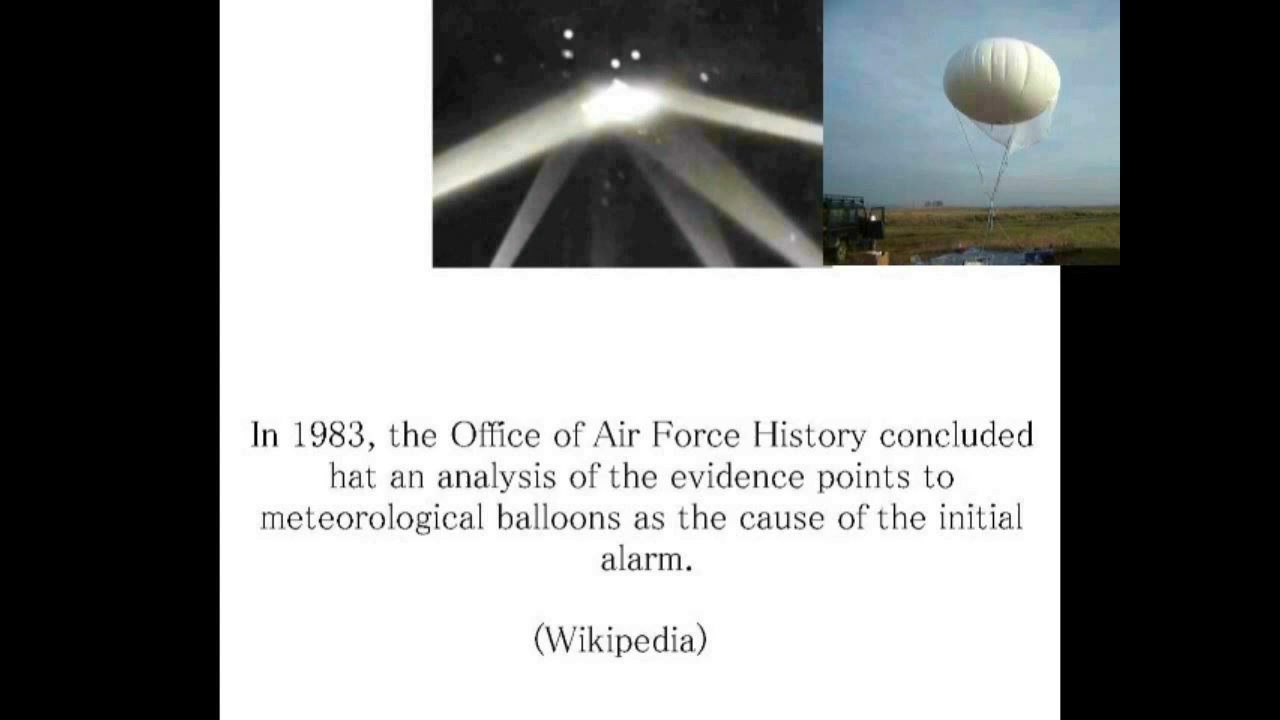 In 1983, the Office of Air Force History concluded
hat an analysis of the evidence points to
meteorological balloons as the cause of the initial
alarm.
(Wikipedia)